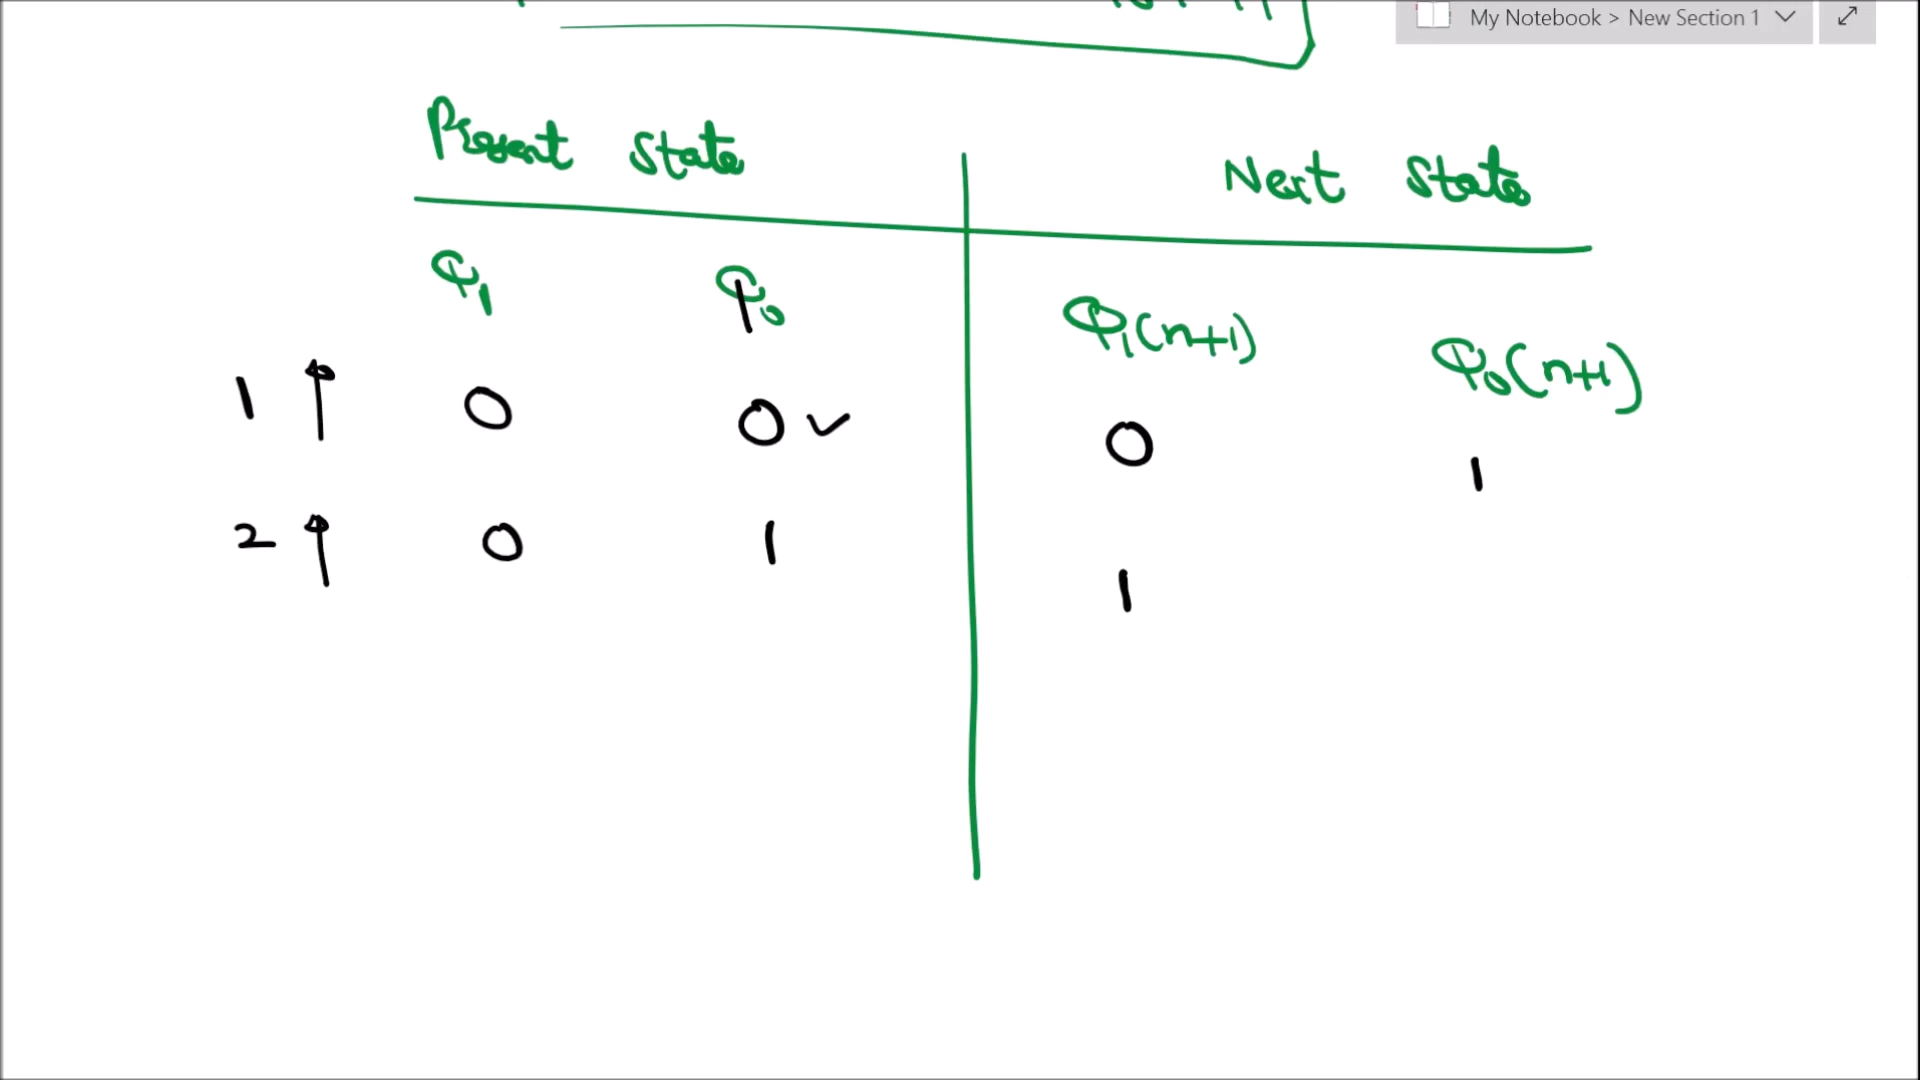 My Notebook > New Section 1
Present State Next State
Q1 Q0 Q1(n+1) Q0(n+1)
1 ↑ 0 0 ✓ 0 1
2 ↑ 0 1 1